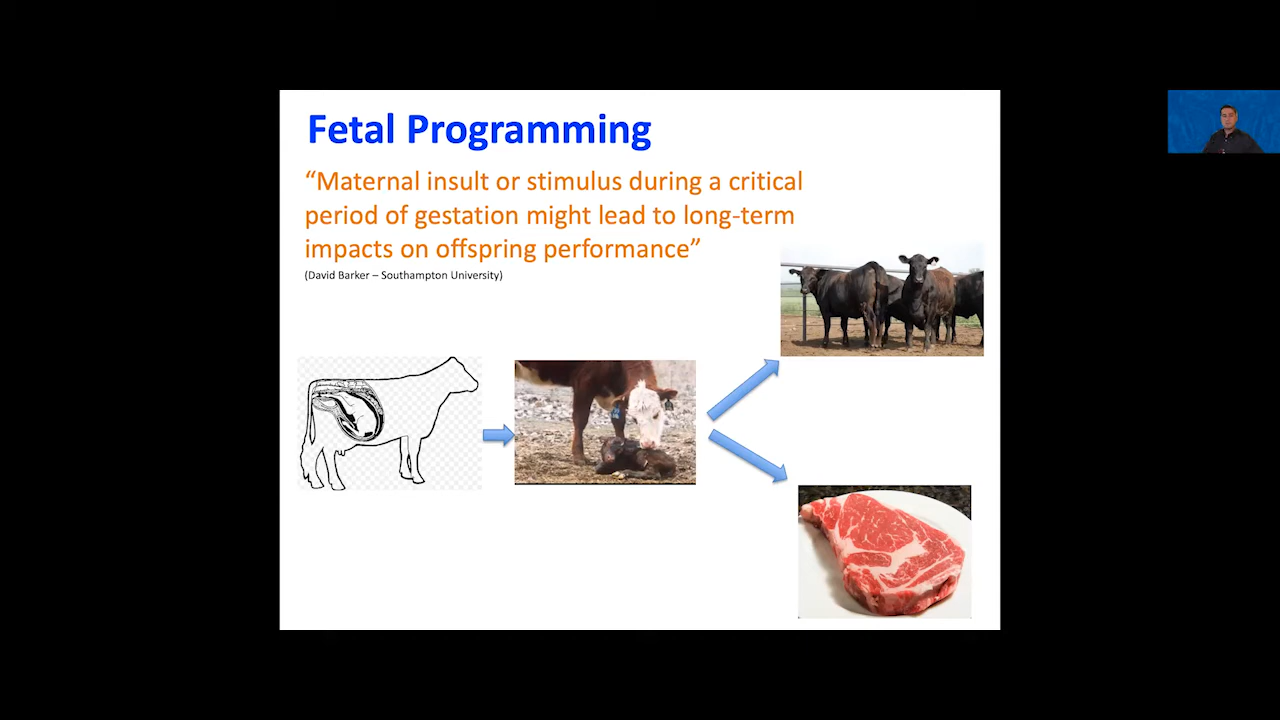 Fetal Programming
“Maternal insult or stimulus during a critical
period of gestation might lead to long-term
impacts on offspring performance”
(David Barker – Southampton University)